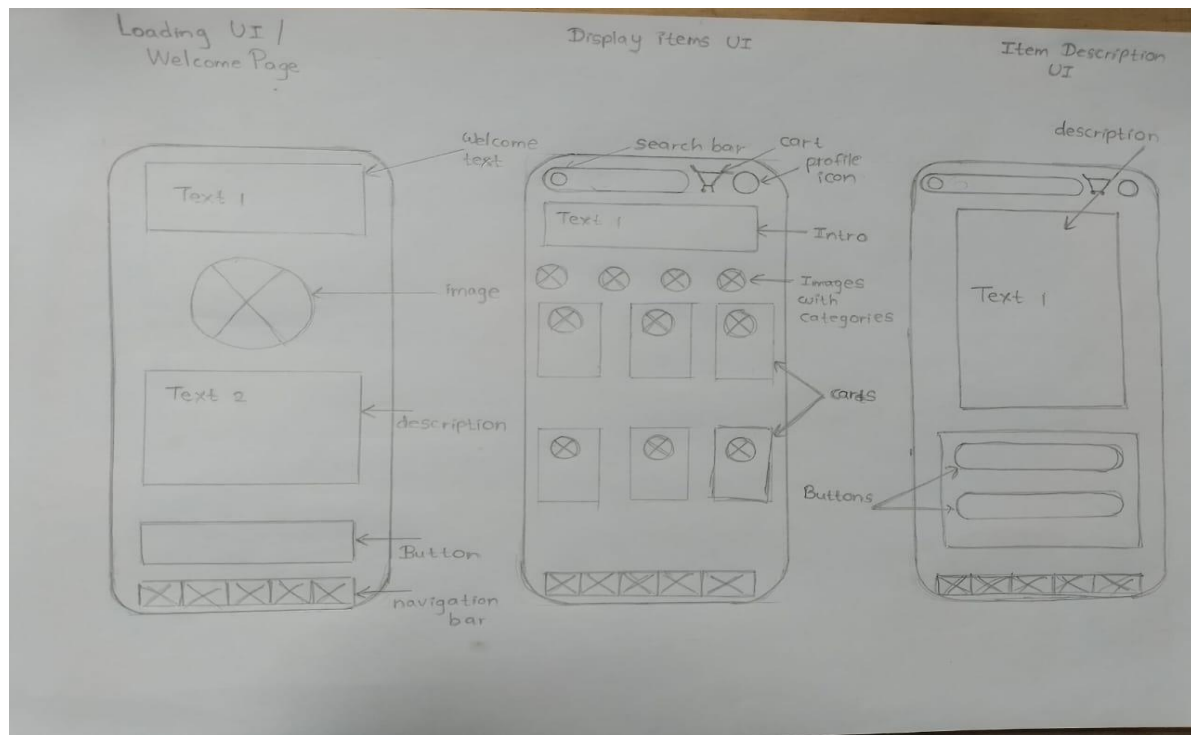 Loading UI /
Welcome Page
Display items UI
Item Description
UI
Welcome
text
Text 1
image
Text 2
description
Button
navigation
bar
search bar
cart
profile
icon
Text 1
Intro
Images
with
categories
cards
description
Text 1
Buttons